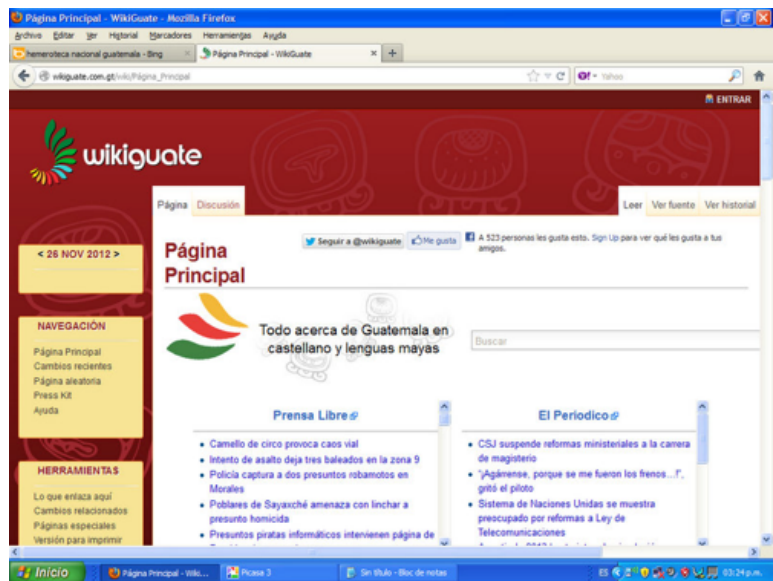 Página Principal - WikiGuate - Mozilla Firefox
Archivo Editar Ver Historial Marcadores Herramientas Ayuda
hemeroteca nacional guatemala - Bing
Página Principal - WikiGuate
wikiguate.com.gt/wiki/Página_Principal
Yahoo
ENTRAR
wikiguate
Página Discusión
Leer Ver fuente Ver historial
< 26 NOV 2012 >
Página
Principal
Seguir a @wikiguate
Me gusta
A 523 personas les gusta esto. Sign Up para ver qué les gusta a tus
amigos.
Todo acerca de Guatemala en
castellano y lenguas mayas
Buscar
NAVEGACIÓN
Página Principal
Cambios recientes
Página aleatoria
Press Kit
Ayuda
HERRAMIENTAS
Lo que enlaza aquí
Cambios relacionados
Páginas especiales
Versión para imprimir
Prensa Libre
Camello de circo provoca caos vial
Intento de asalto deja tres baleados en la zona 9
Policía captura a dos presuntos robamotos en
Morales
Poblares de Sayaxché amenaza con linchar a
presunto homicida
Presuntos piratas informáticos intervienen página de
El Periodico
CSJ suspende reformas ministeriales a la carrera
de magisterio
"¡Agárrense, porque se me fueron los frenos...!",
gritó el piloto
Sistema de Naciones Unidas se muestra
preocupado por reformas a Ley de
Telecomunicaciones
Inicio
Página Principal - Wiki...
Picasa 3
Sin título - Bloc de notas
ES
03:24 p.m.